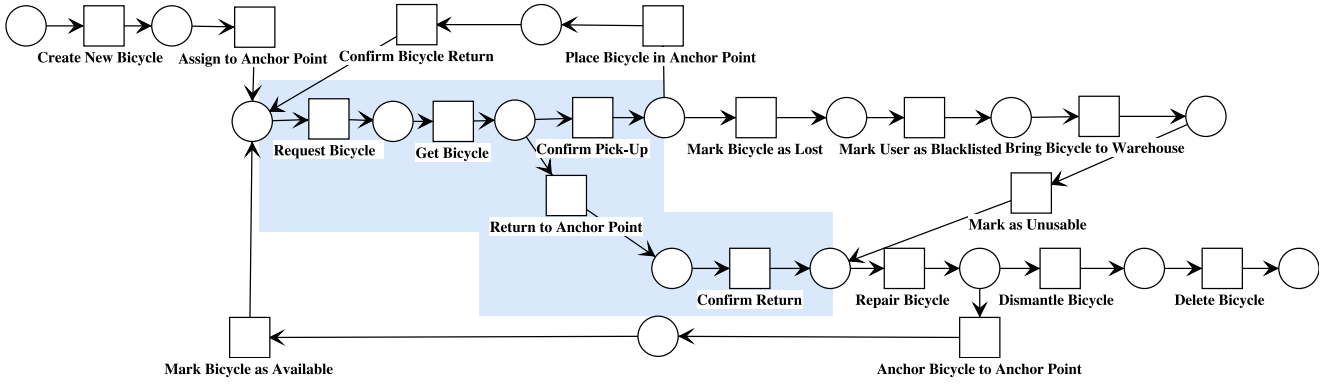 Create New Bicycle
Assign to Anchor Point
Confirm Bicycle Return
Place Bicycle in Anchor Point
Request Bicycle
Get Bicycle
Confirm Pick-Up
Mark Bicycle as Lost
Mark User as Blacklisted
Bring Bicycle to Warehouse
Return to Anchor Point
Mark as Unusable
Confirm Return
Repair Bicycle
Dismantle Bicycle
Delete Bicycle
Mark Bicycle as Available
Anchor Bicycle to Anchor Point